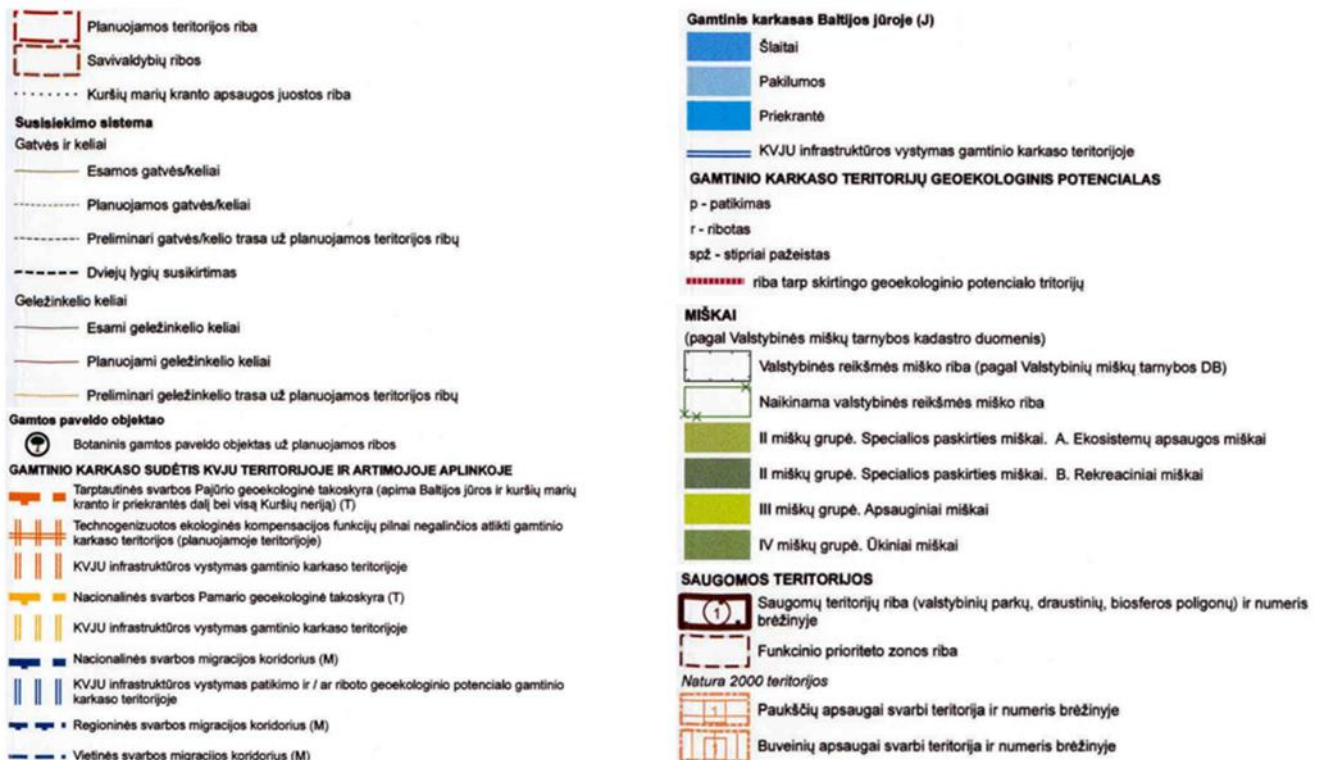 Planuojamos teritorijos riba
Savivaldybių ribos
Kuršių marių kranto apsaugos juostos riba
Susisiekimo sistema
Gatvės ir keliai
Esamos gatvės/keliai
Planuojamos gatvės/keliai
Preliminari gatvės/kelio trasa už planuojamos teritorijos ribų
Dviejų lygių susikirtimas
Geležinkelio keliai
Esami geležinkelio keliai
Planuojami geležinkelio keliai
Preliminari geležinkelio trasa už planuojamos teritorijos ribų
Gamtos paveldo objektao
Botaninis gamtos paveldo objektas už planuojamos ribos
GAMTINIO KARKASO SUDĖTIS KVJU TERITORIJOJE IR ARTIMOJOJE APLINKOJE
Tarptautinės svarbos Pajūrio geoekologinė takoskyra (apima Baltijos jūros ir kuršių marių
kranto ir priekrantės dalį bei visą Kuršių neriją) (T)
Technogenizuotos ekologinės kompensacijos funkcijų pilnai negalinčios atlikti gamtinio
karkaso teritorijos (planuojamoje teritorijoje)
KVJU infrastruktūros vystymas gamtinio karkaso teritorijoje
Nacionalinės svarbos Pamario geoekologinė takoskyra (T)
KVJU infrastruktūros vystymas gamtinio karkaso teritorijoje
Nacionalinės svarbos migracijos koridorius (M)
KVJU infrastruktūros vystymas patikimo ir / ar riboto geoekologinio potencialo gamtinio
karkaso teritorijoje
Regioninės svarbos migracijos koridorius (M)
Vietinės svarbos migracijos koridorius (M)
Gamtinis karkasas Baltijos jūroje (J)
Šlaitai
Pakilumos
Priekrantė
KVJU infrastruktūros vystymas gamtinio karkaso teritorijoje
GAMTINIO KARKASO TERITORIJŲ GEOEKOLOGINIS POTENCIALAS
p - patikimas
r - ribotas
spž - stipriai pažeistas
riba tarp skirtingo geoekologinio potencialo tritorijų
MIŠKAI
(pagal Valstybinės miškų tarnybos kadastro duomenis)
Valstybinės reikšmės miško riba (pagal Valstybinių miškų tarnybos DB)
Naikinama valstybinės reikšmės miško riba
II miškų grupė. Specialios paskirties miškai. A. Ekosistemų apsaugos miškai
II miškų grupė. Specialios paskirties miškai. B. Rekreaciniai miškai
III miškų grupė. Apsauginiai miškai
IV miškų grupė. Ūkiniai miškai
SAUGOMOS TERITORIJOS
1 Saugomų teritorijų riba (valstybinių parkų, draustinių, biosferos poligonų) ir numeris
brėžinyje
Funkcinio prioriteto zonos riba
Natura 2000 teritorijos
1 Paukščių apsaugai svarbi teritorija ir numeris brėžinyje
1 Buveinių apsaugai svarbi teritorija ir numeris brėžinyje